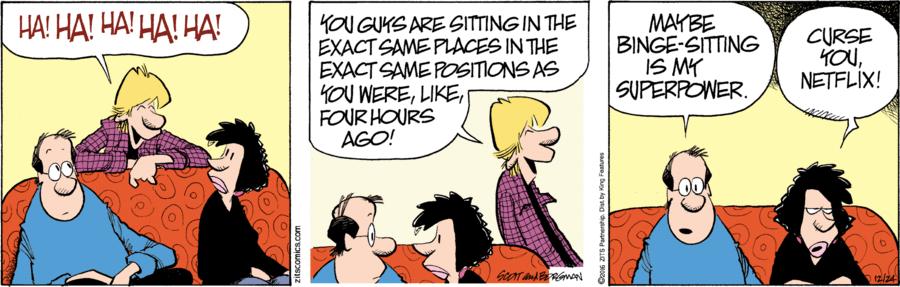 HA! HA! HA! HA! HA!
zitscomics.com
YOU GUYS ARE SITTING IN THE
EXACT SAME PLACES IN THE
EXACT SAME POSITIONS AS
YOU WERE, LIKE,
FOUR HOURS
AGO!
SCOTT and BORGMAN
©2016 ZITS Partnership. Dist by King Features
MAYBE
BINGE-SITTING
IS MY
SUPERPOWER.
CURSE
YOU,
NETFLIX!
12/24